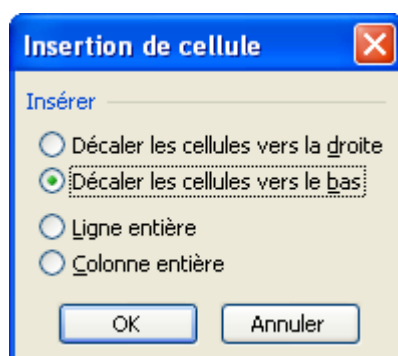 Insertion de cellule
Insérer
Décaler les cellules vers la droite
Décaler les cellules vers le bas
Ligne entière
Colonne entière
OK Annuler